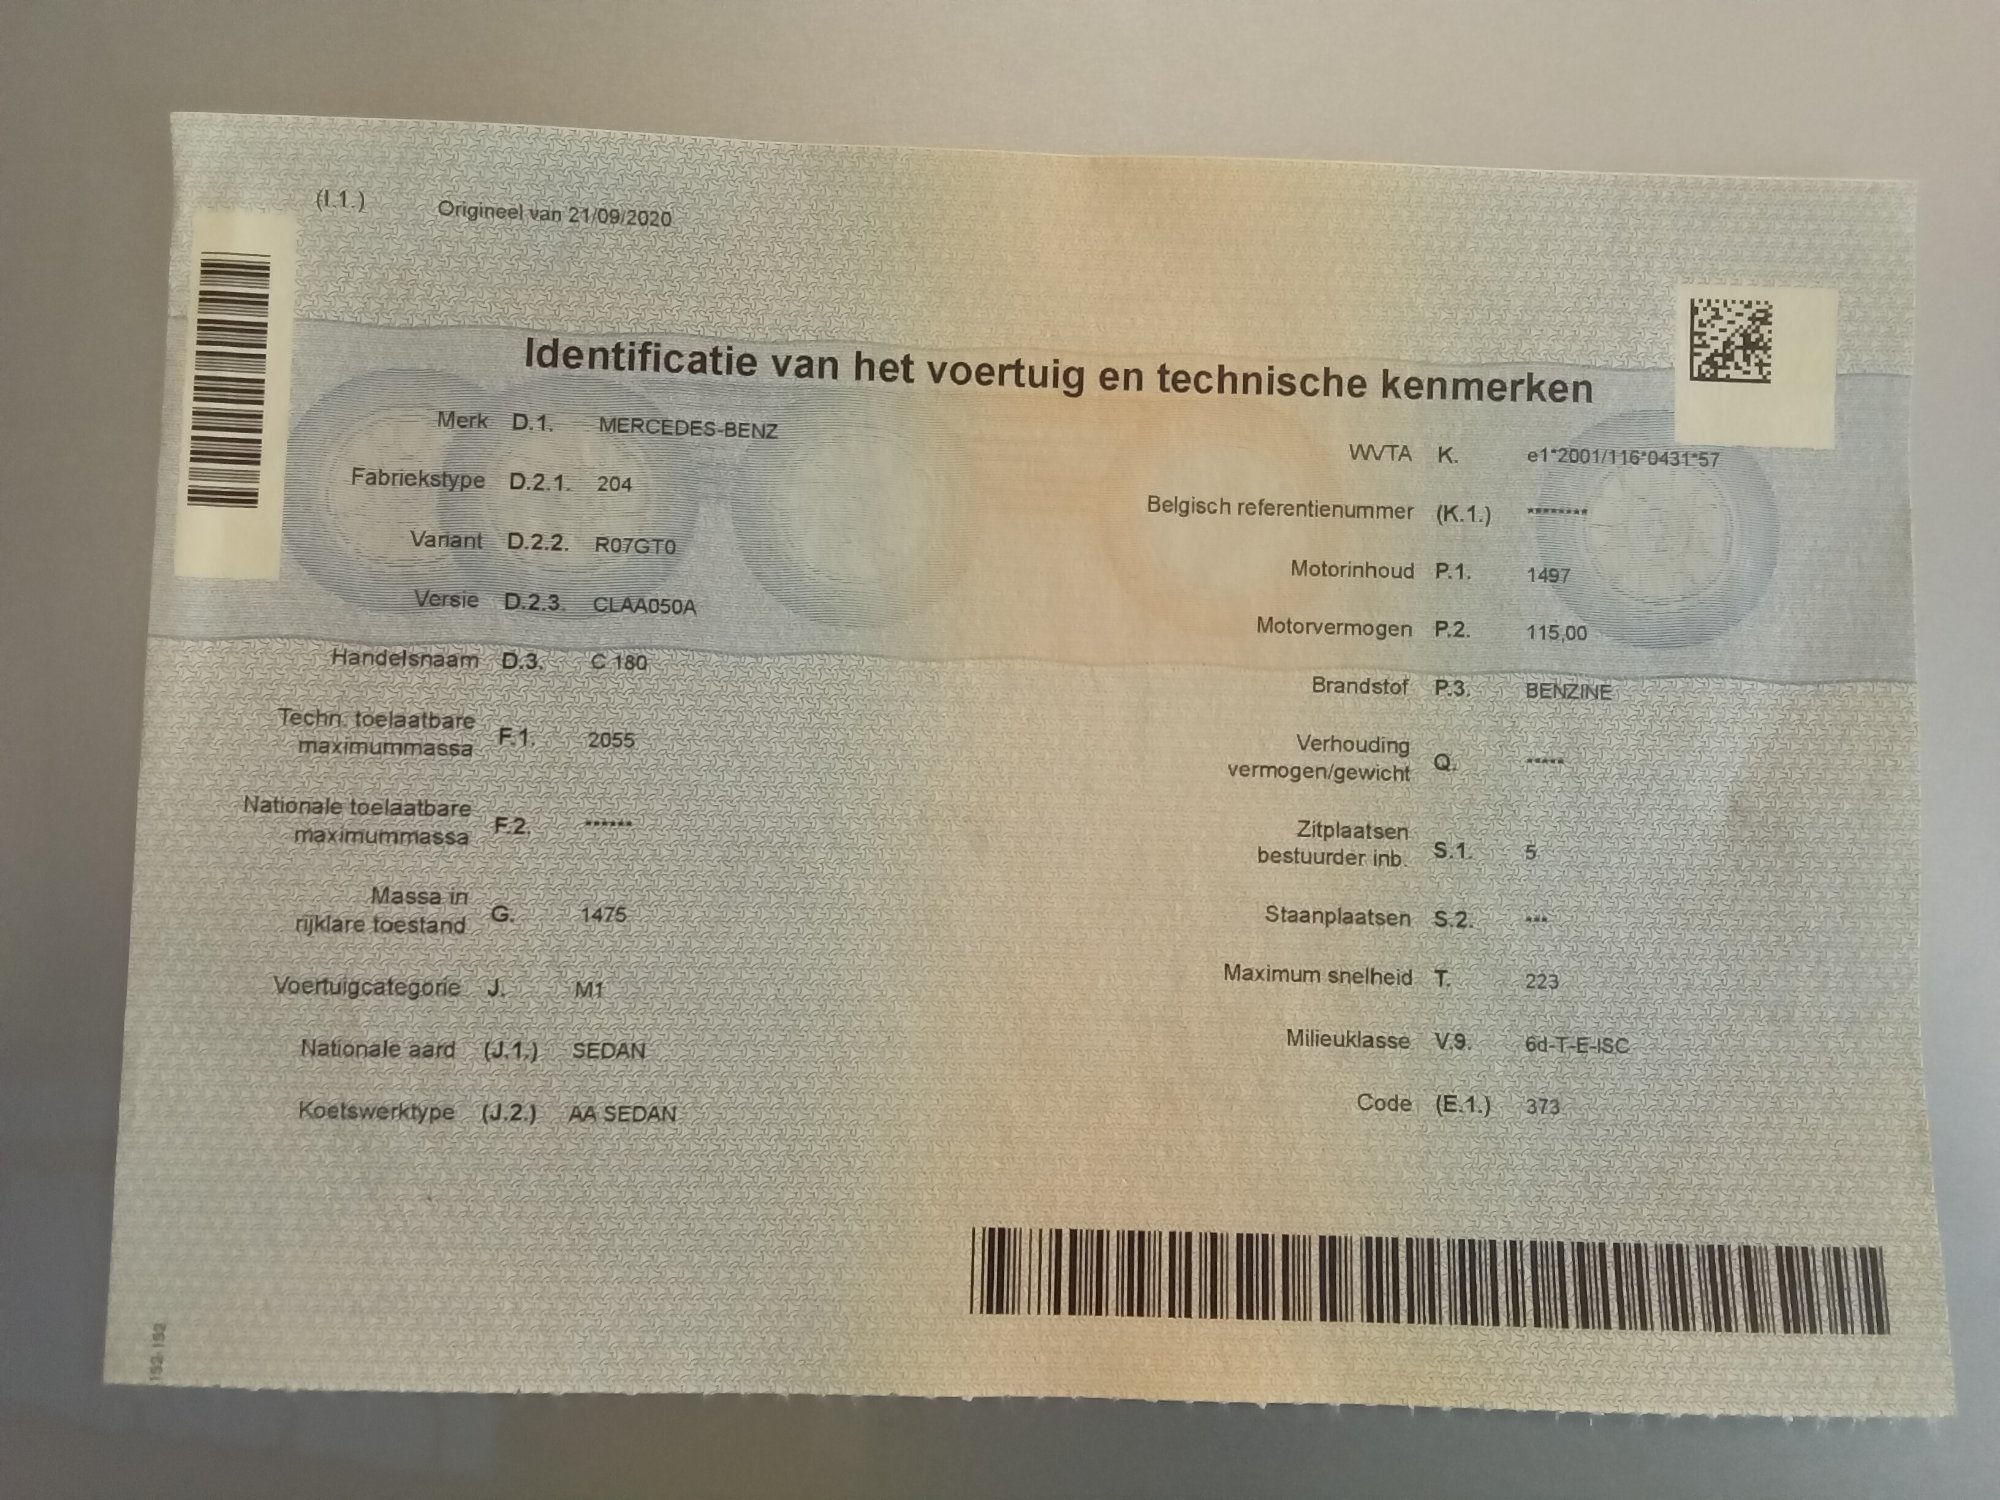 (I.1.) Origineel van 21/09/2020
Identificatie van het voertuig en technische kenmerken
Merk D.1. MERCEDES-BENZ
Fabriekstype D.2.1. 204
Variant D.2.2. R07GT0
Versie D.2.3. CLAA050A
Handelsnaam D.3. C 180
Techn. toelaatbare
maximummassa F.1. 2055
Nationale toelaatbare
maximummassa F.2. ******
Massa in
rijklare toestand G. 1475
Voertuigcategorie J. M1
Nationale aard (J.1.) SEDAN
Koetswerktype (J.2.) AA SEDAN
WVTA K. e1*2001/116*0431*57
Belgisch referentienummer (K.1.) ********
Motorinhoud P.1. 1497
Motorvermogen P.2. 115,00
Brandstof P.3. BENZINE
Verhouding
vermogen/gewicht Q. *****
Zitplaatsen
bestuurder inb. S.1. 5
Staanplaatsen S.2. ***
Maximum snelheid T. 223
Milieuklasse V.9. 6d-T-E-ISC
Code (E.1.) 373
152-152